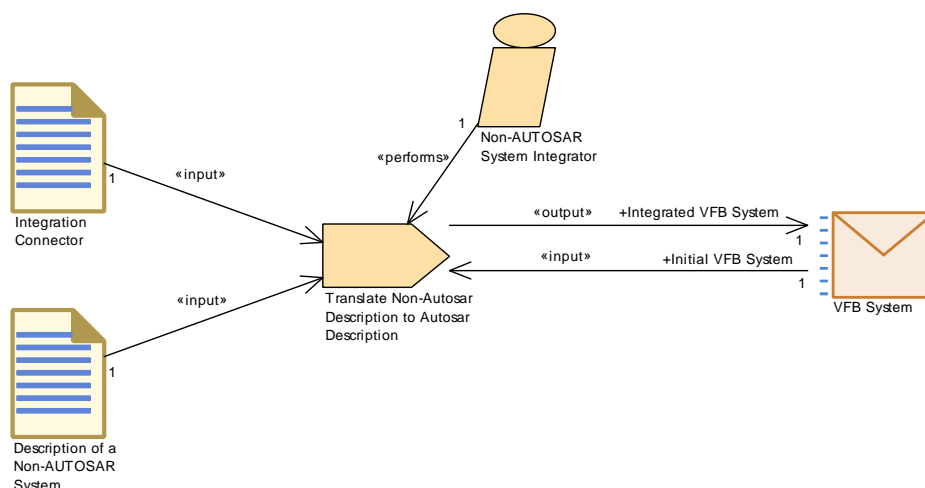 1
Non-AUTOSAR
System Integrator
«performs»
1
«input»
Integration
Connector
«output» +Integrated VFB System
1
«input» +Initial VFB System
1
VFB System
«input»
Translate Non-Autosar
Description to Autosar
Description
1
Description of a
Non-AUTOSAR
System